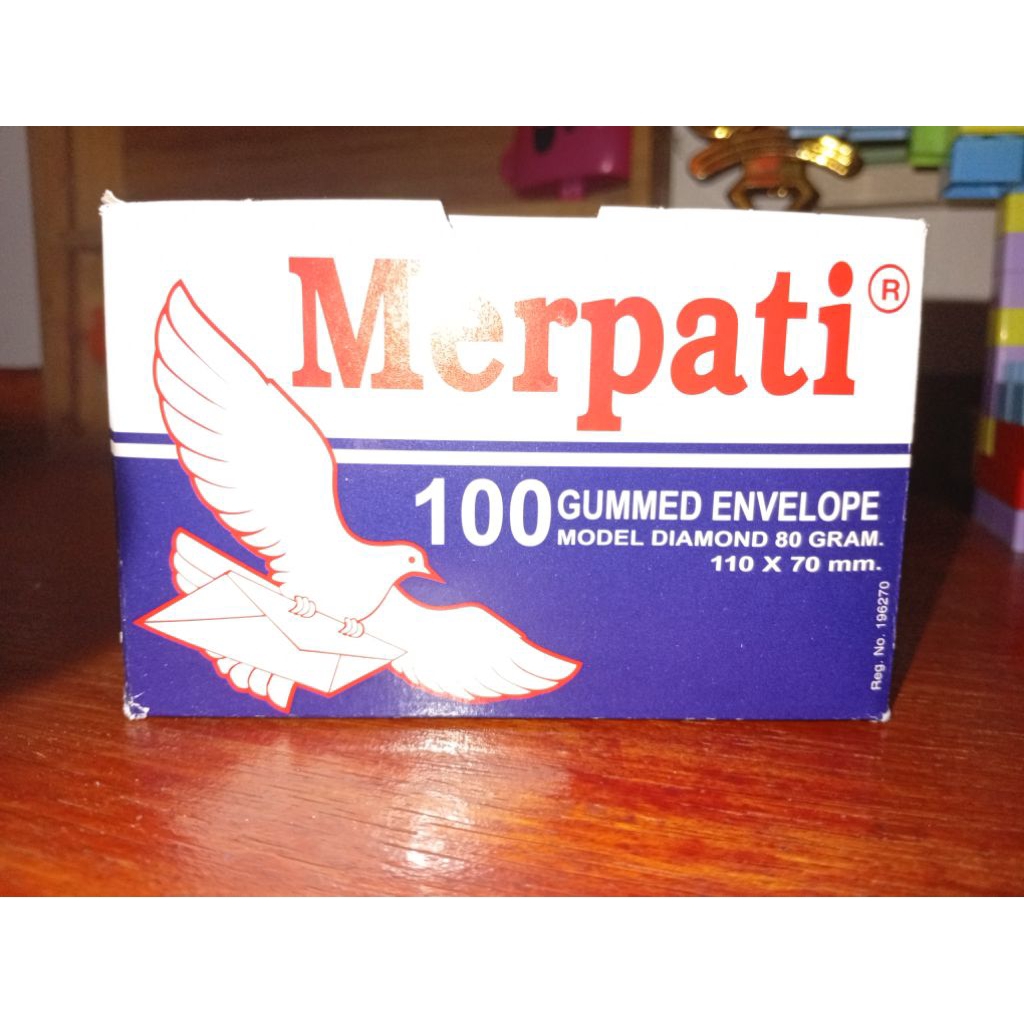 Merpati ®
100 GUMMED ENVELOPE
MODEL DIAMOND 80 GRAM.
110 X 70 mm.
Reg. No. 196270